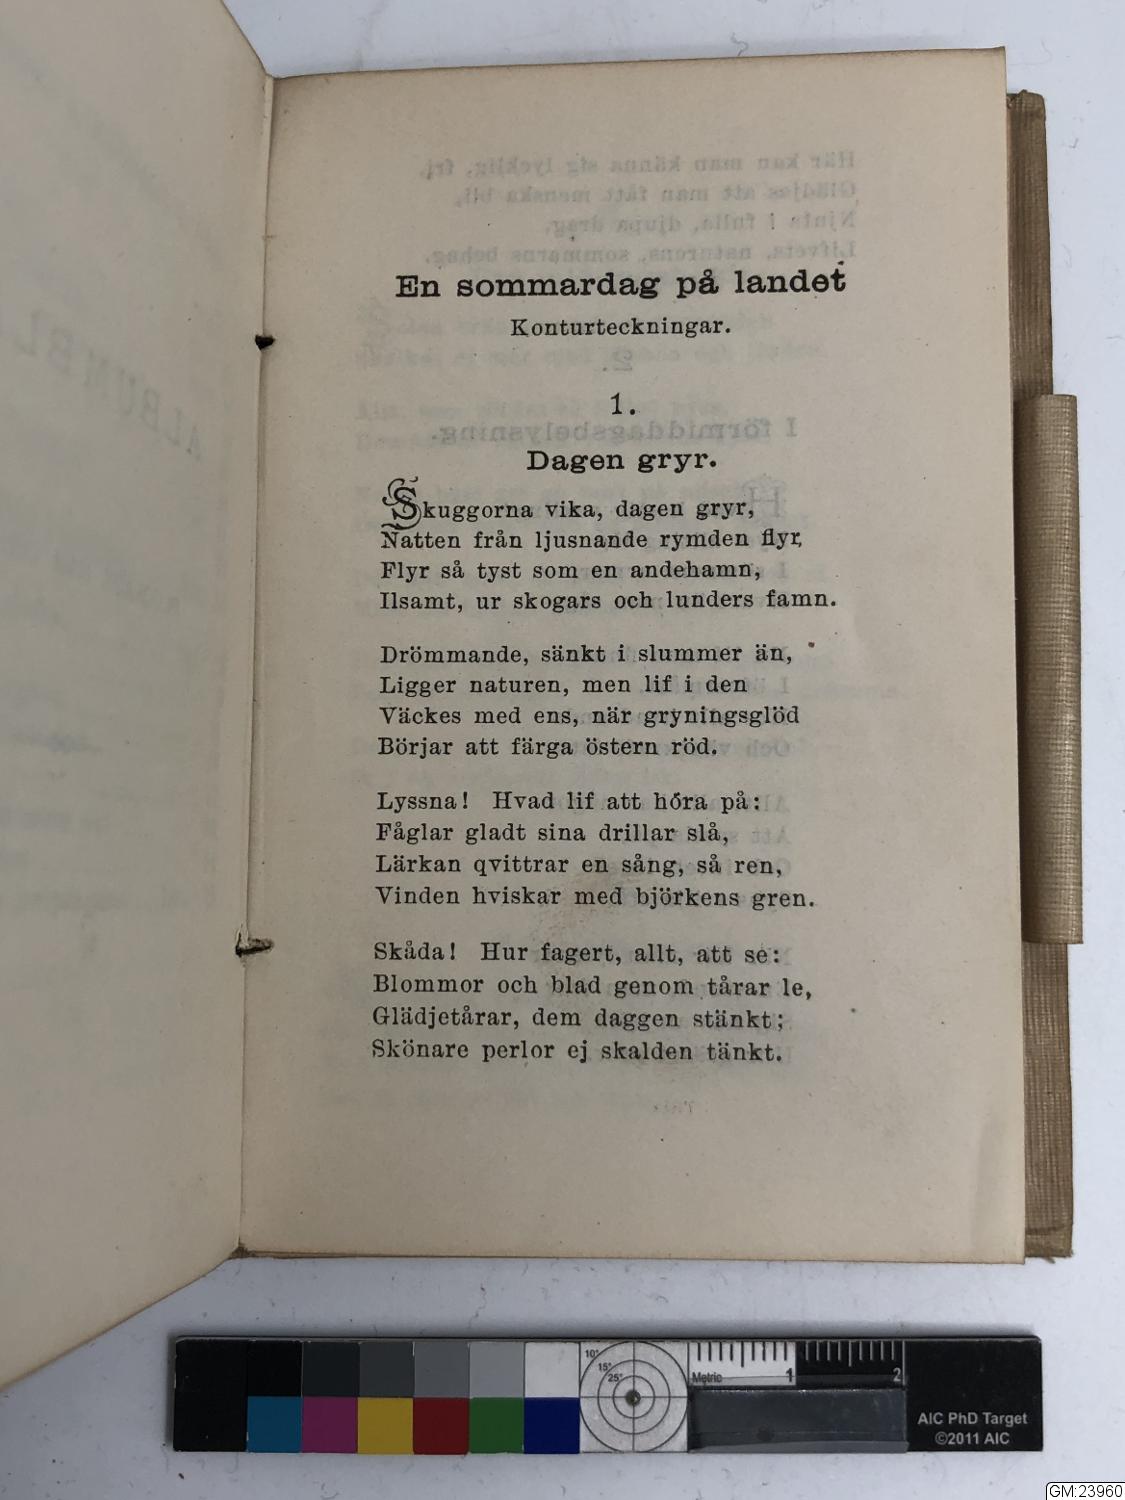 En sommardag på landet
Konturteckningar.
1.
Dagen gryr.
Skuggorna vika, dagen gryr,
Natten från ljusnande rymden flyr,
Flyr så tyst som en andehamn,
Ilsamt, ur skogars och lunders famn.
Drömmande, sänkt i slummer än,
Ligger naturen, men lif i den
Väckes med ens, när gryningsglöd
Börjar att färga östern röd.
Lyssna! Hvad lif att höra på:
Fåglar gladt sina drillar slå,
Lärkan qvittrar en sång, så ren,
Vinden hviskar med björkens gren.
Skåda! Hur fagert, allt, att se:
Blommor och blad genom tårar le,
Glädjetårar, dem daggen stänkt;
Skönare perlor ej skalden tänkt.
10°
15°
25°
Metric
1
2
AIC PhD Target
©2011 AIC
GM:23960